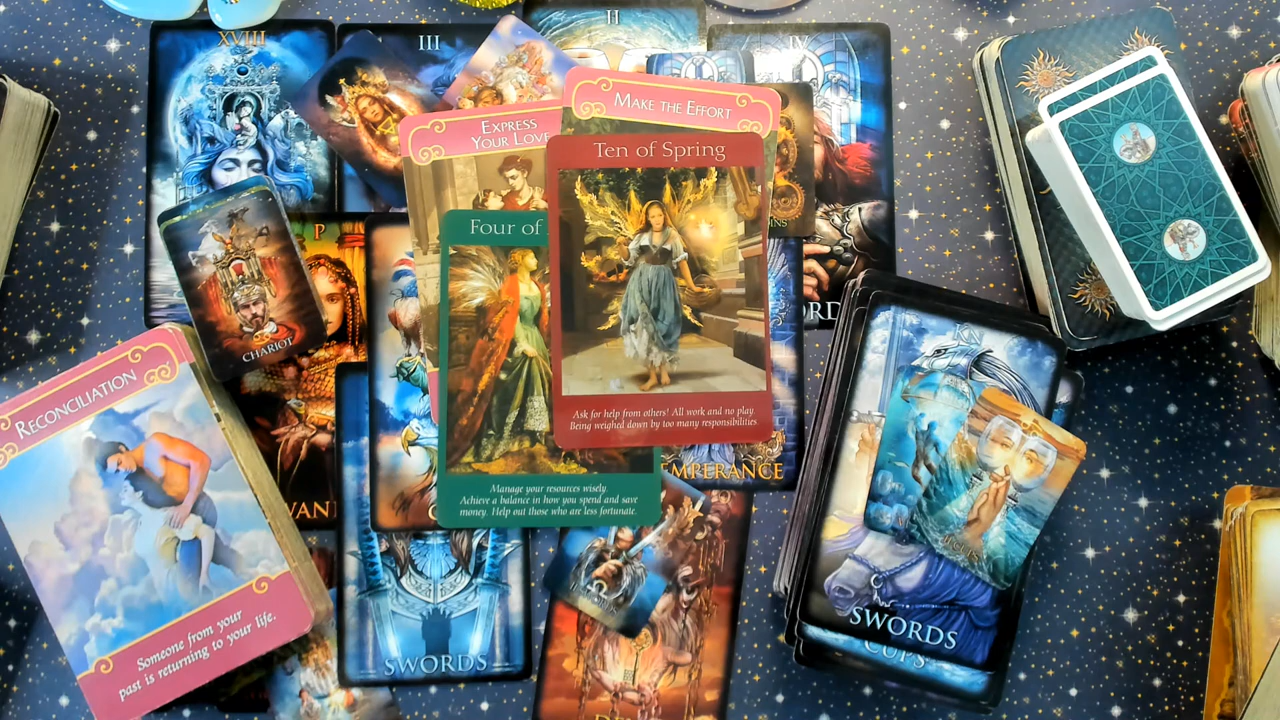 XVIII
III
II
IV
MAKE THE EFFORT
EXPRESS
YOUR LOVE
Ten of Spring
Four of
P
CHARIOT
KN
RECONCILIATION
Ask for help from others! All work and no play.
Being weighed down by too many responsibilities.
EMPERANCE
WAN
Manage your resources wisely.
Achieve a balance in how you spend and save
money. Help out those who are less fortunate.
SWORDS
CUPS
Someone from your
past is returning to your life.
SWORDS